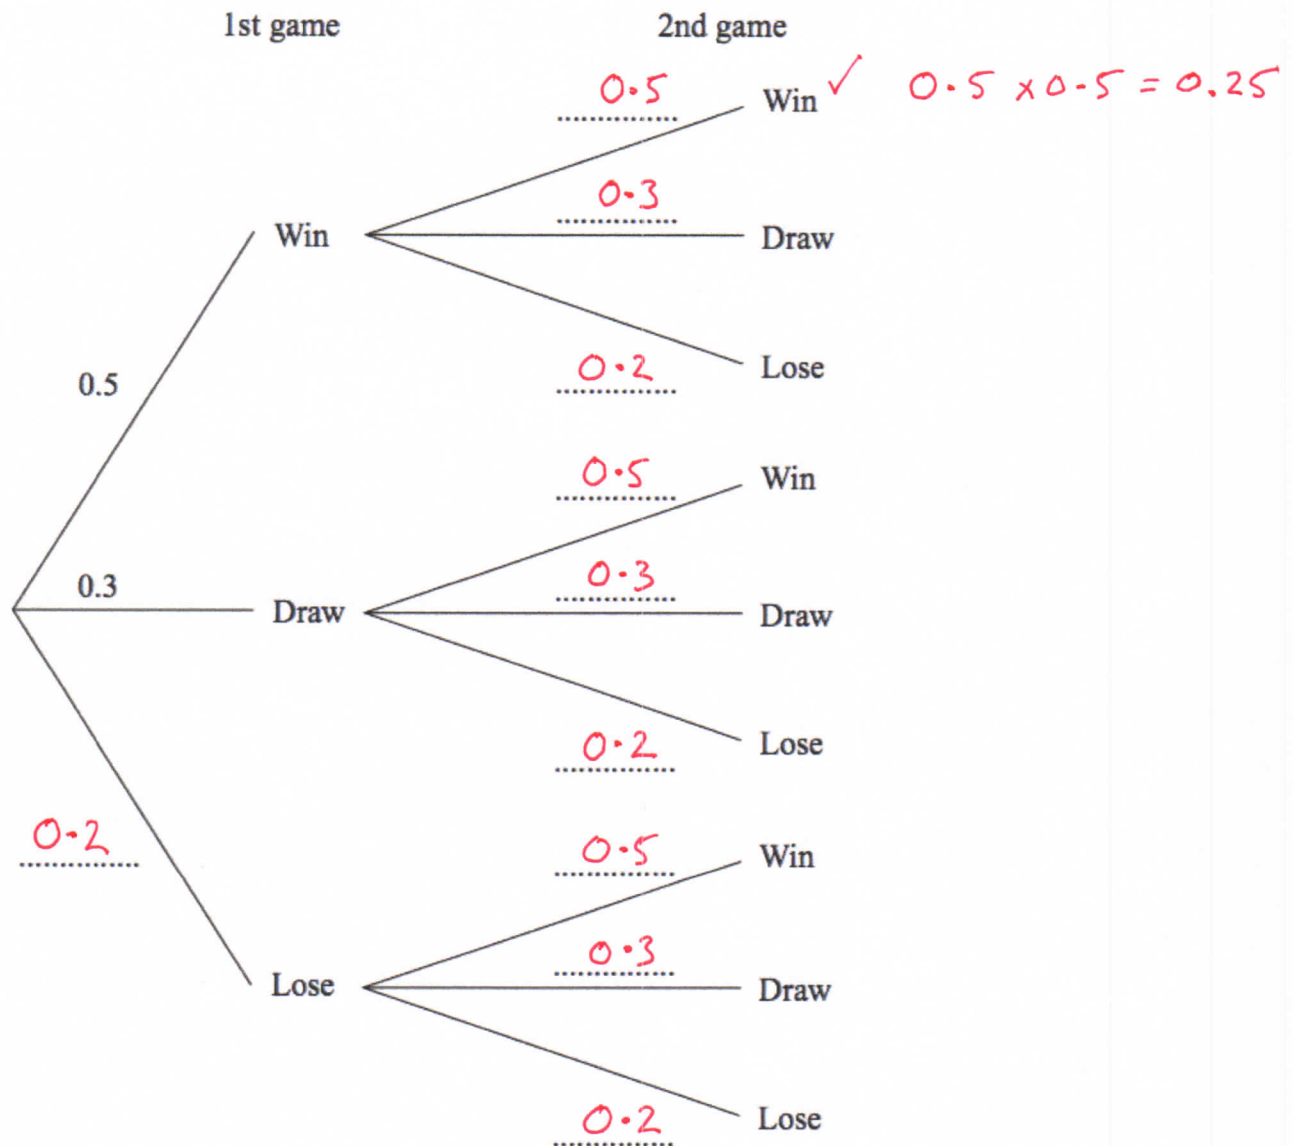 1st game 2nd game
0.5 Win ✓ 0.5 x 0.5 = 0.25
0.3
Win Draw
0.5 0.2 Lose
0.5 Win
0.3 0.3
Draw Draw
0.2 Lose
0.2 0.5 Win
0.3
Lose Draw
0.2 Lose